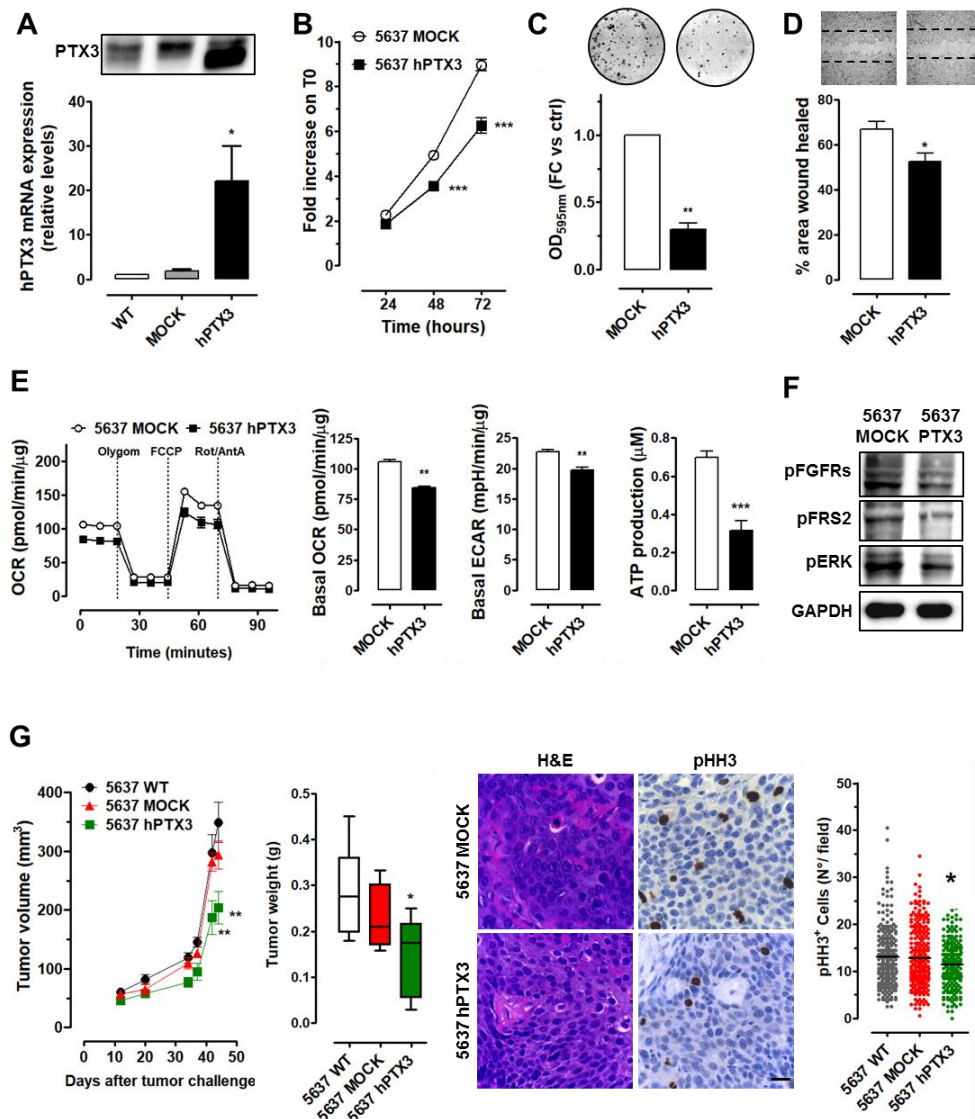 A
PTX3
hPTX3 mRNA expression
(relative levels)
40
30
20
10
0
*
WT
MOCK
hPTX3
B
5637 MOCK
5637 hPTX3
Fold increase on T0
10
8
6
4
2
0
***
***
24
48
72
Time (hours)
C
OD595nm (FC vs ctrl)
1.0
0.5
0.0
**
MOCK
hPTX3
D
% area wound healed
80
60
40
20
0
*
MOCK
hPTX3
E
5637 MOCK
5637 hPTX3
Olygom
FCCP
Rot/AntA
OCR (pmol/min/µg)
200
150
100
50
0
0
30
60
90
Time (minutes)
Basal OCR (pmol/min/µg)
125
100
75
50
25
0
**
MOCK
hPTX3
Basal ECAR (mpH/min/µg)
25
20
15
10
5
0
**
MOCK
hPTX3
ATP production (µM)
0.8
0.6
0.4
0.2
0
***
MOCK
hPTX3
F
5637
MOCK
5637
PTX3
pFGFRs
pFRS2
pERK
GAPDH
G
5637 WT
5637 MOCK
5637 hPTX3
Tumor volume (mm3)
400
300
200
100
0
**
**
0
10
20
30
40
50
Days after tumor challenge
Tumor weight (g)
0.5
0.4
0.3
0.2
0.1
0.0
*
5637 WT
5637 MOCK
5637 hPTX3
H&E
pHH3
5637 MOCK
5637 hPTX3
pHH3+ Cells (N°/ field)
50
40
30
20
10
0
*
5637 WT
5637 MOCK
5637 hPTX3